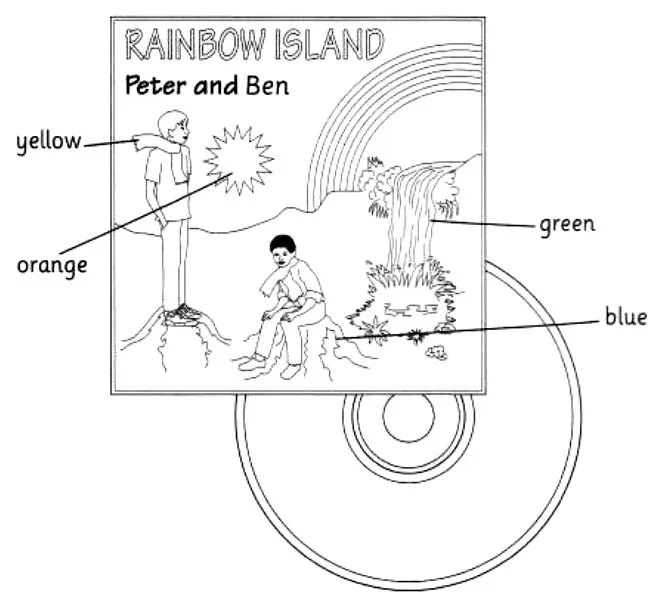 RAINBOW ISLAND
Peter and Ben
yellow
orange
green
blue